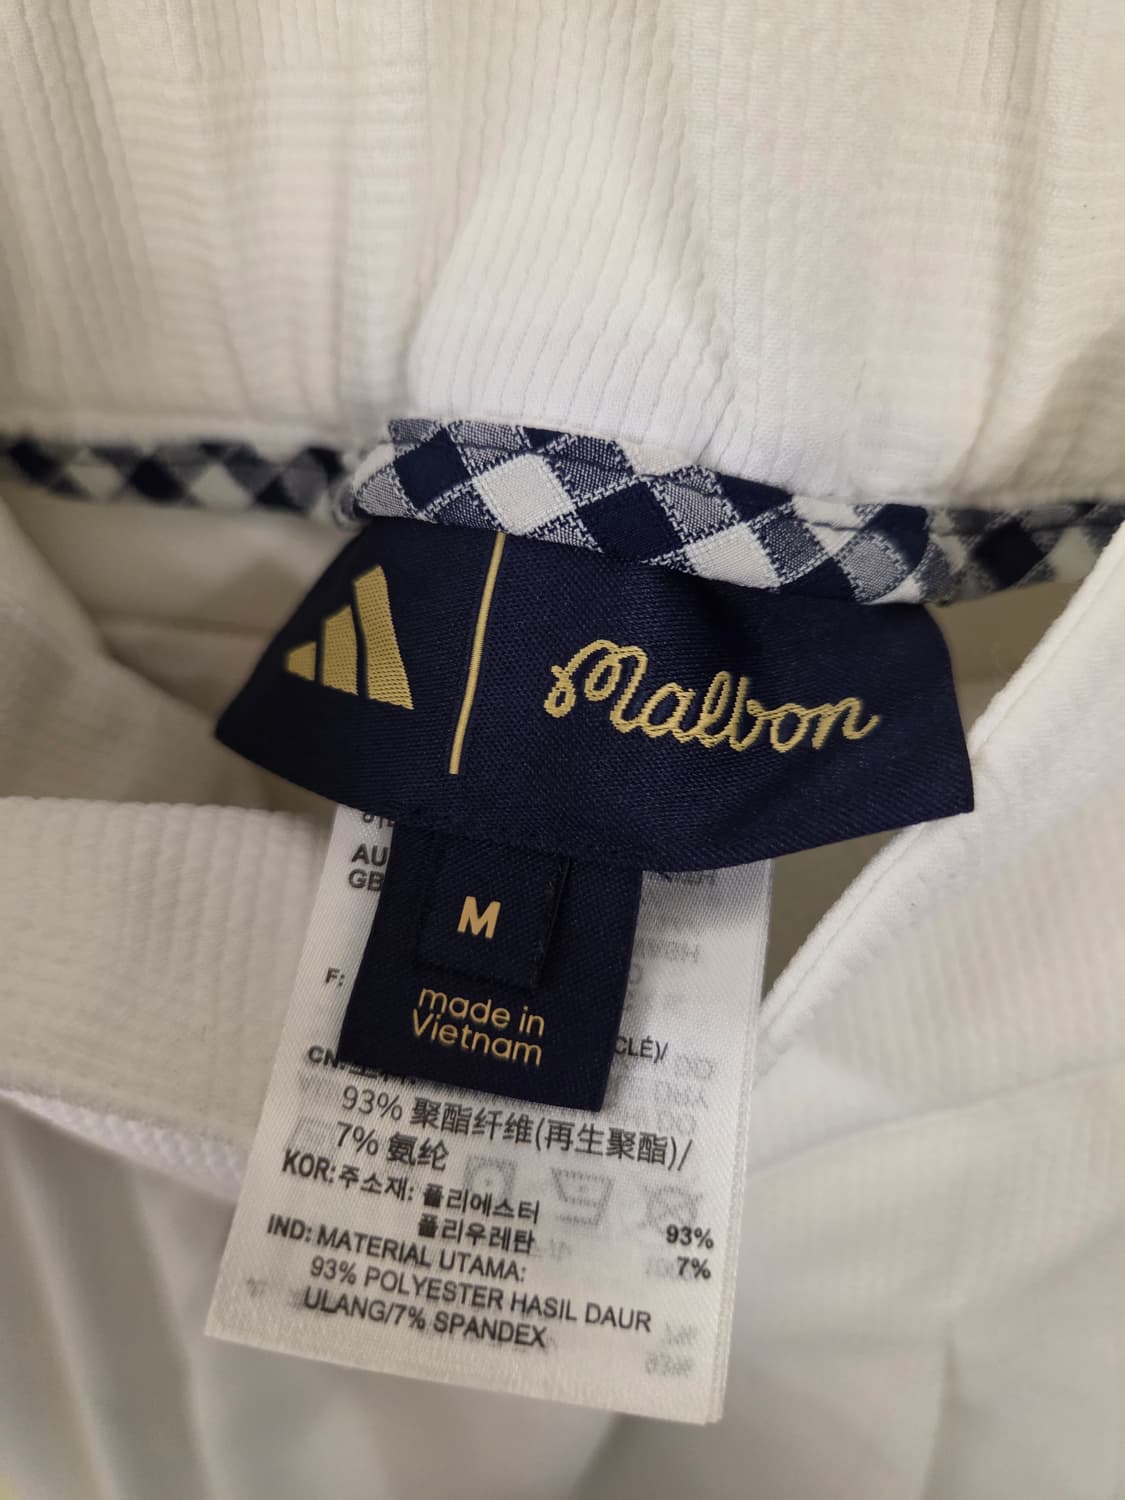 Malbon
M
made in
Vietnam
AU
GB
F:
CLÉ)/
CN:
93% 聚酯纤维(再生聚酯)/
7% 氨纶
KOR: 주소재: 폴리에스터 93%
폴리우레탄 7%
IND: MATERIAL UTAMA:
93% POLYESTER HASIL DAUR
ULANG/7% SPANDEX